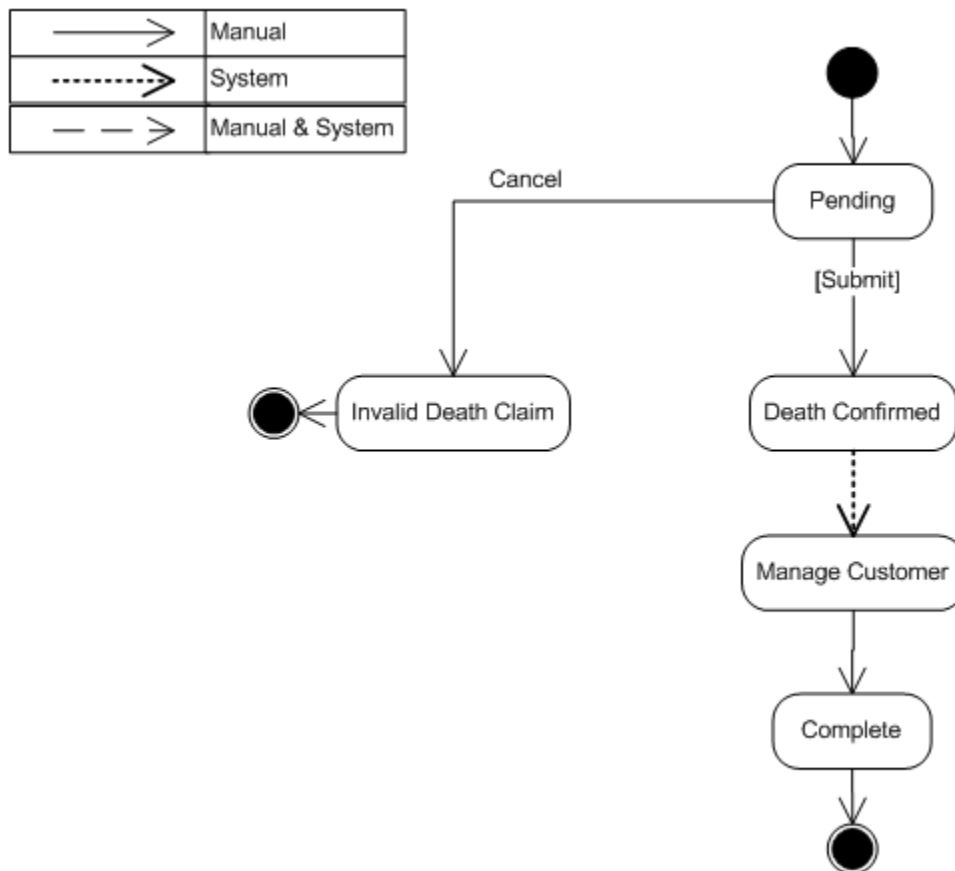 Manual
System
Manual & System
Cancel
Pending
[Submit]
Invalid Death Claim
Death Confirmed
Manage Customer
Complete